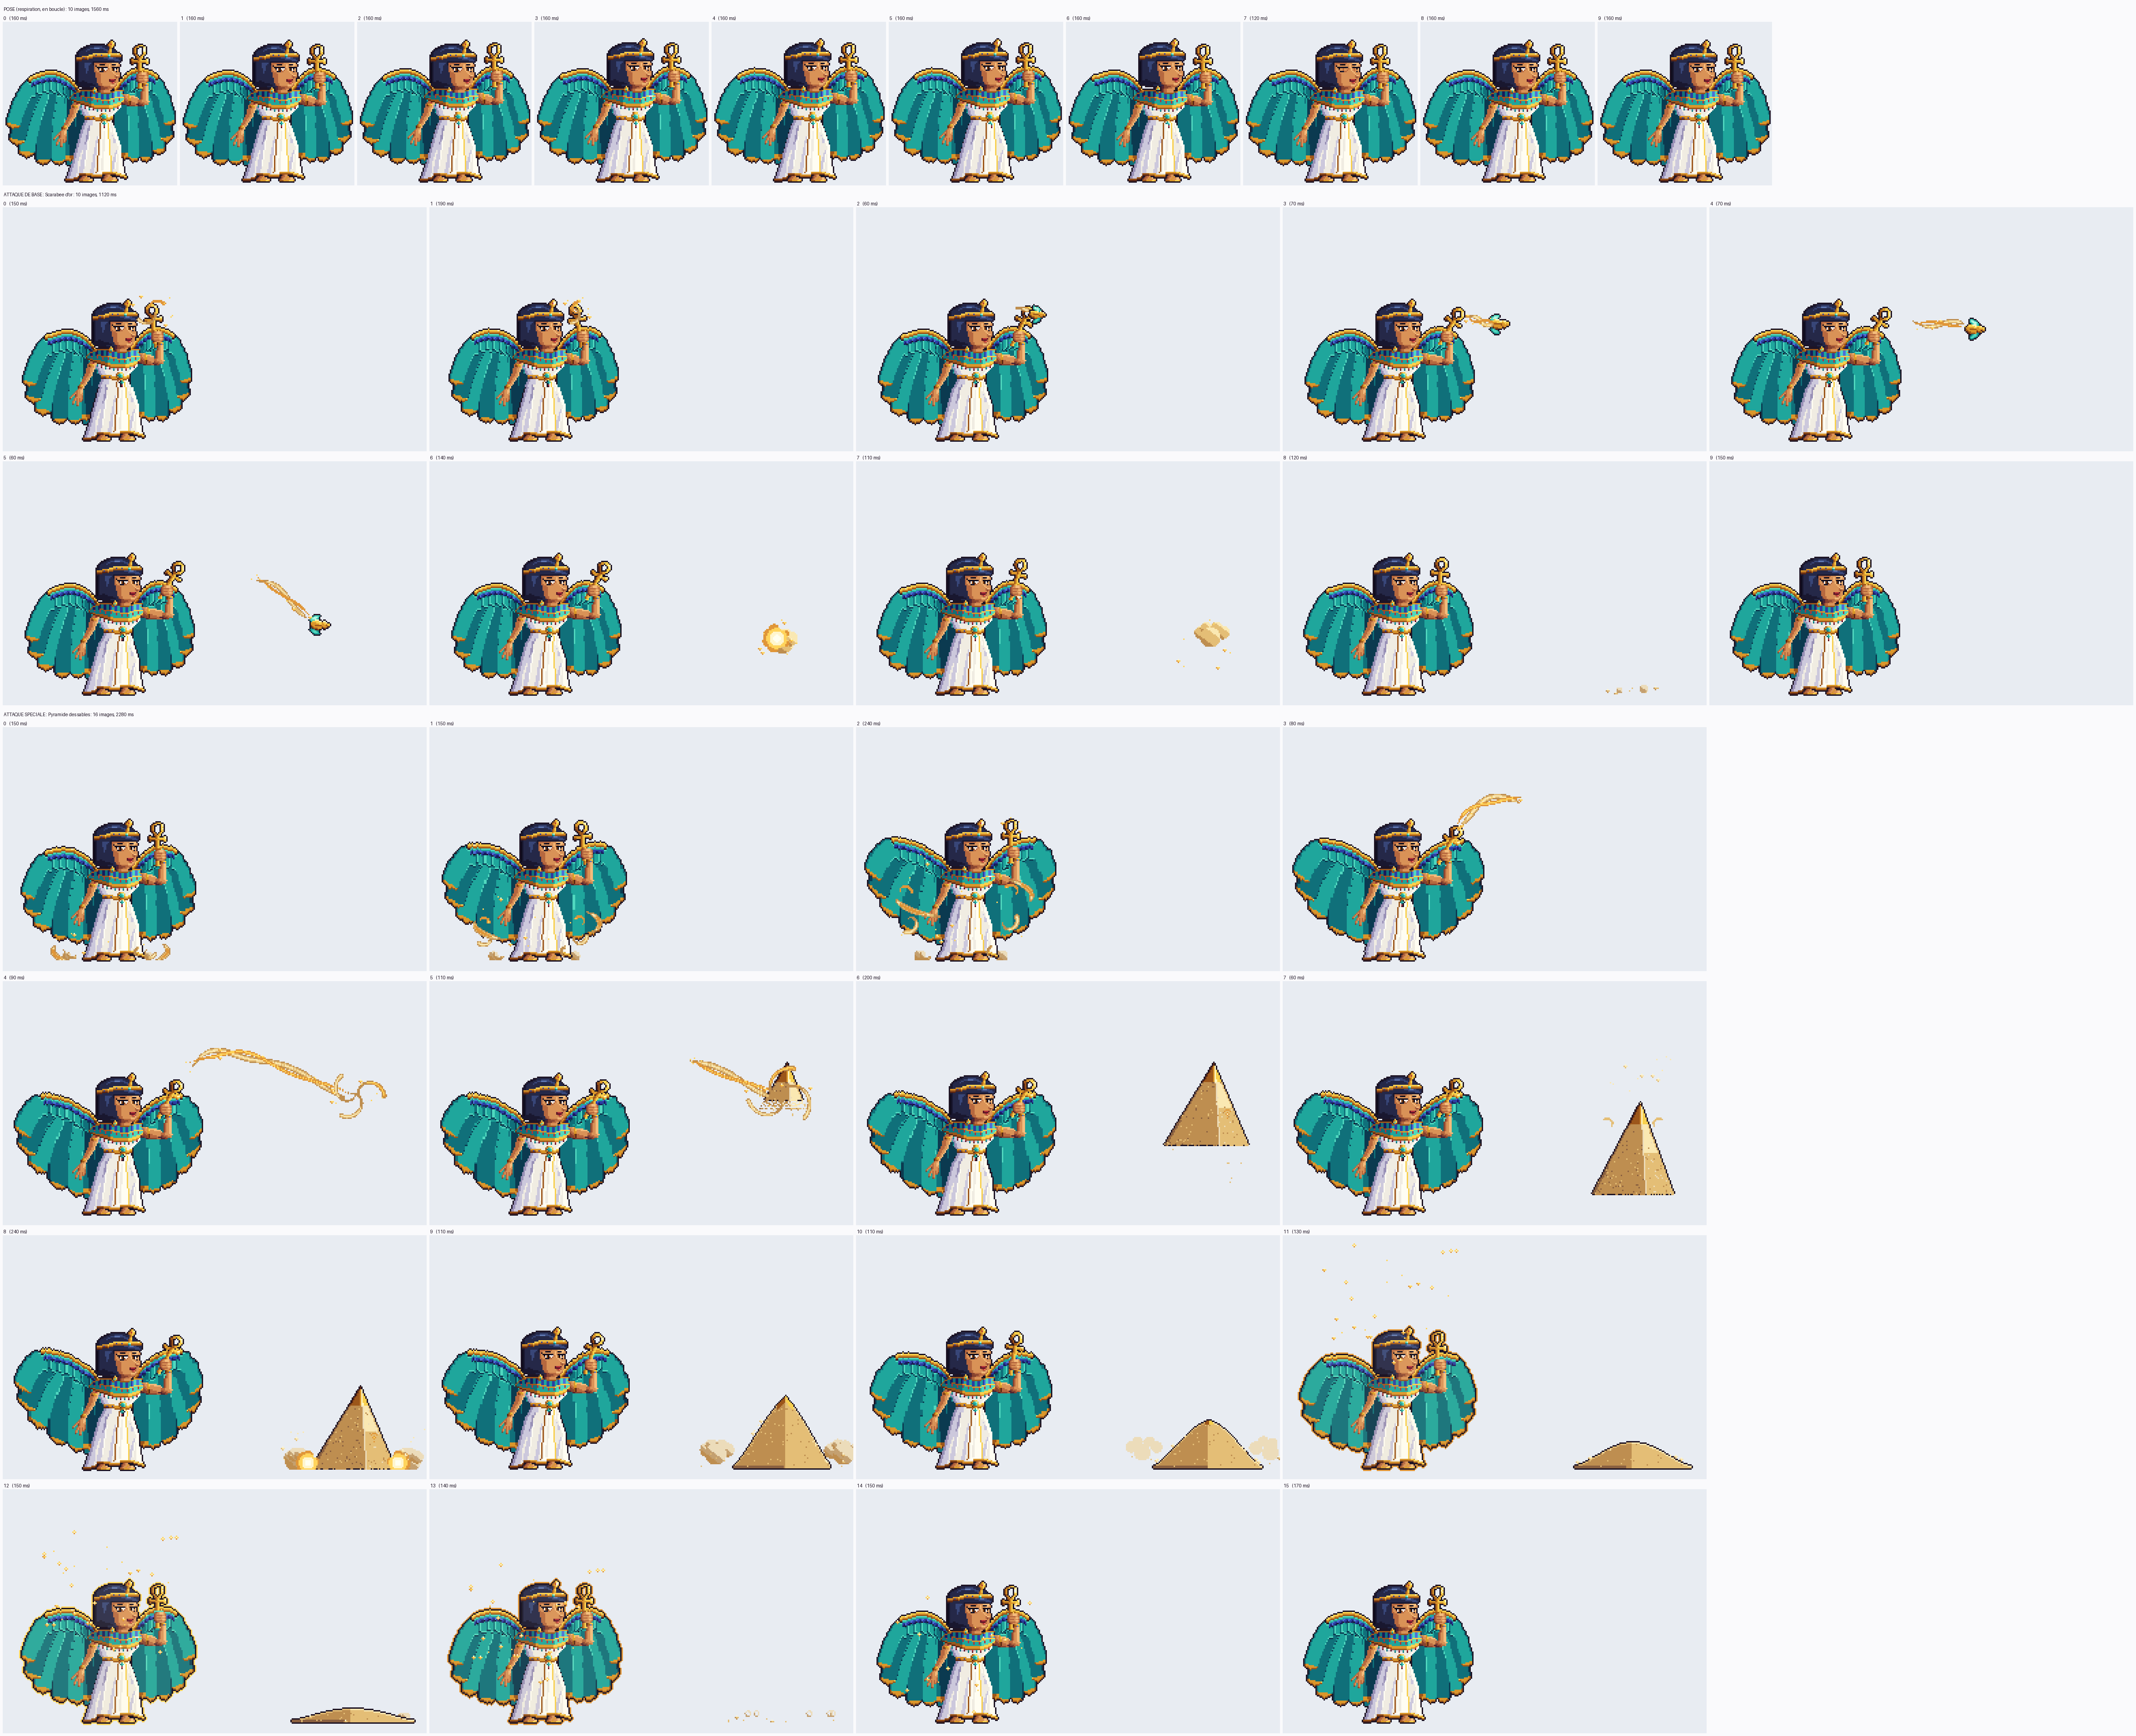 POSE (respiration, en boucle) : 10 images, 1560 ms
0 (160 ms) 1 (160 ms) 2 (160 ms) 3 (160 ms) 4 (160 ms) 5 (160 ms) 6 (160 ms) 7 (120 ms) 8 (160 ms) 9 (160 ms)
ATTAQUE DE BASE : Scarabée d'or : 10 images, 1120 ms
0 (150 ms) 1 (190 ms) 2 (60 ms) 3 (70 ms) 4 (70 ms)
5 (60 ms) 6 (140 ms) 7 (110 ms) 8 (120 ms) 9 (150 ms)
ATTAQUE SPECIALE : Pyramide des sables : 16 images, 2280 ms
0 (150 ms) 1 (150 ms) 2 (240 ms) 3 (80 ms)
4 (90 ms) 5 (110 ms) 6 (200 ms) 7 (60 ms)
8 (240 ms) 9 (110 ms) 10 (110 ms) 11 (130 ms)
12 (150 ms) 13 (140 ms) 14 (150 ms) 15 (170 ms)